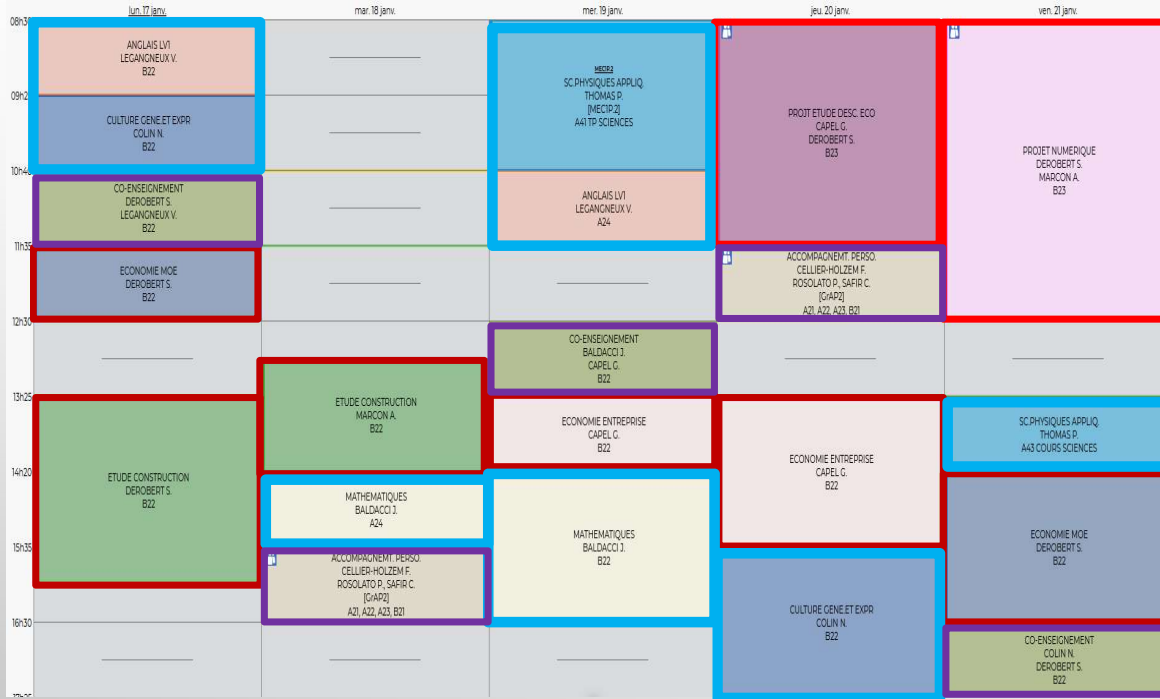 lun. 17 janv.
mar. 18 janv.
mer. 19 janv.
jeu. 20 janv.
ven. 21 janv.
08h30
09h25
10h40
11h35
12h30
13h25
14h20
15h35
16h30
17h25
ANGLAIS LV1
LEGANGNEUX V.
B22
CULTURE GENE.ET EXPR
COLIN N.
B22
CO-ENSEIGNEMENT
DEROBERT S.
LEGANGNEUX V.
B22
ECONOMIE MOE
DEROBERT S.
B22
ETUDE CONSTRUCTION
DEROBERT S.
B22
ETUDE CONSTRUCTION
MARCON A.
B22
MATHEMATIQUES
BALDACCI J.
A24
ACCOMPAGNEMT. PERSO.
CELLIER-HOLZEM F.
ROSOLATO P., SAFIR C.
[GrAP2]
A21, A22, A23, B21
MEC1P.2
SC.PHYSIQUES APPLIQ.
THOMAS P.
[MEC1P.2]
A41 TP SCIENCES
ANGLAIS LV1
LEGANGNEUX V.
A24
CO-ENSEIGNEMENT
BALDACCI J.
CAPEL G.
B22
ECONOMIE ENTREPRISE
CAPEL G.
B22
MATHEMATIQUES
BALDACCI J.
B22
PROJT ETUDE DESC. ECO
CAPEL G.
DEROBERT S.
B23
ACCOMPAGNEMT. PERSO.
CELLIER-HOLZEM F.
ROSOLATO P., SAFIR C.
[GrAP2]
A21, A22, A23, B21
ECONOMIE ENTREPRISE
CAPEL G.
B22
CULTURE GENE.ET EXPR
COLIN N.
B22
PROJET NUMERIQUE
DEROBERT S.
MARCON A.
B23
SC.PHYSIQUES APPLIQ.
THOMAS P.
A43 COURS SCIENCES
ECONOMIE MOE
DEROBERT S.
B22
CO-ENSEIGNEMENT
COLIN N.
DEROBERT S.
B22